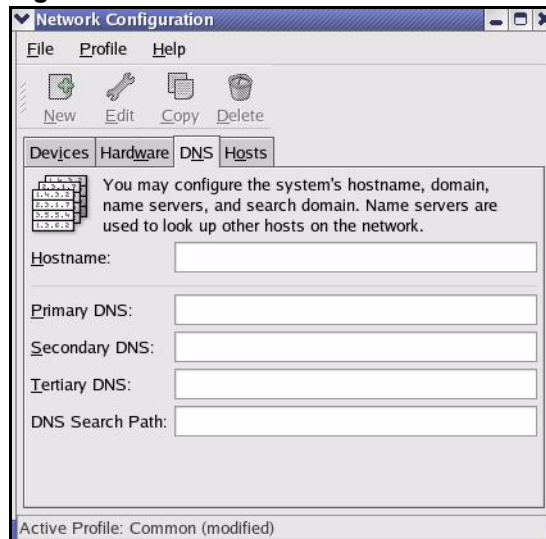 Network Configuration
File Profile Help
New Edit Copy Delete
Devices Hardware DNS Hosts
You may configure the system's hostname, domain,
name servers, and search domain. Name servers are
used to look up other hosts on the network.
Hostname:
Primary DNS:
Secondary DNS:
Tertiary DNS:
DNS Search Path:
Active Profile: Common (modified)